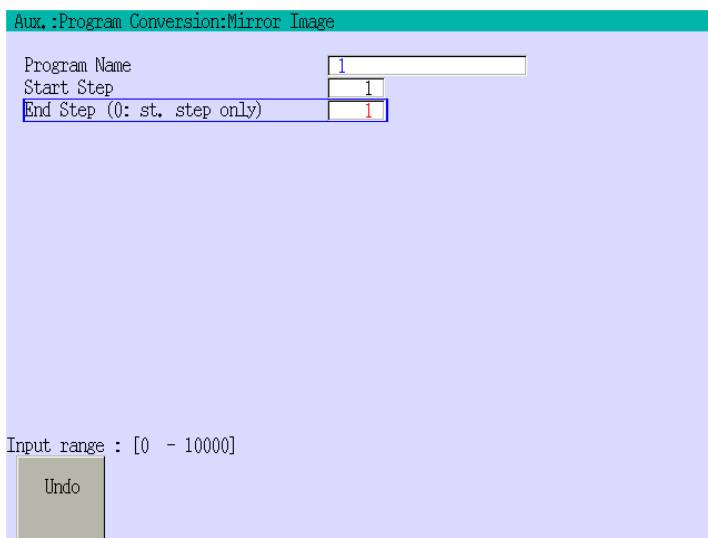 Aux.:Program Conversion:Mirror Image
Program Name 1
Start Step 1
End Step (0: st. step only) 1
Input range : [0 - 10000]
Undo